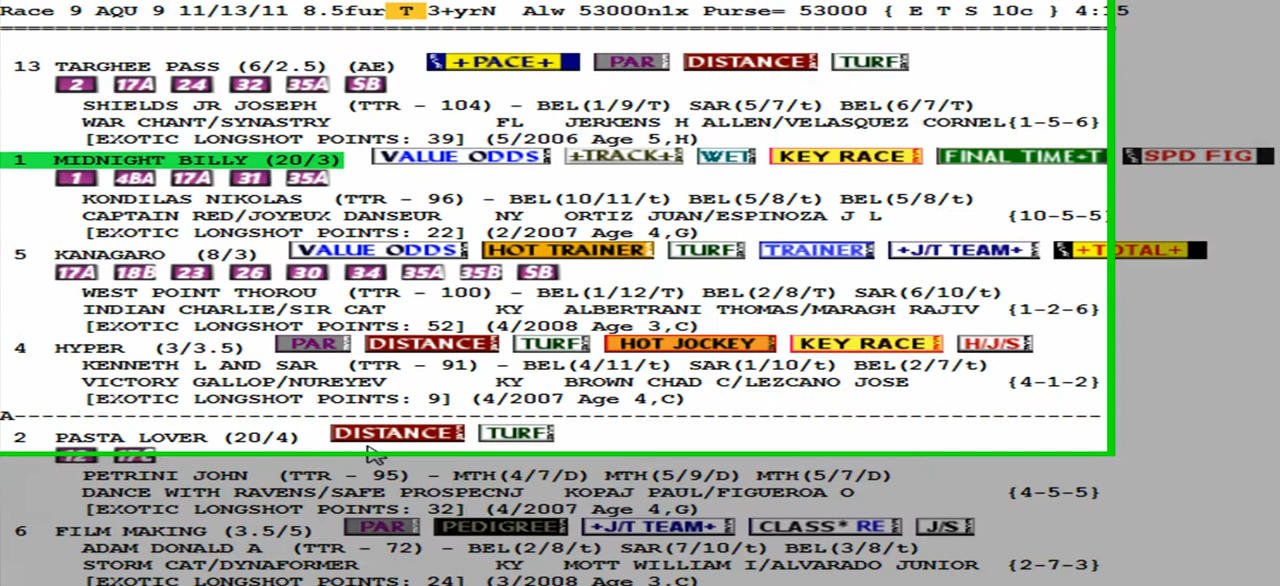 Race 9 AQU 9 11/13/11 8.5fur T 3+yrN Alw 53000n1x Purse= 53000 { E T S 10c } 4:15
13 TARGHEE PASS (6/2.5) (AE) +PACE+ PAR DISTANCE TURF
2 17A 24 32 35A SB
SHIELDS JR JOSEPH (TTR - 104) - BEL(1/9/T) SAR(5/7/t) BEL(6/7/T)
WAR CHANT/SYNASTRY FL JERKENS H ALLEN/VELASQUEZ CORNEL{1-5-6}
[EXOTIC LONGSHOT POINTS: 39] (5/2006 Age 5,H)
1 MIDNIGHT BILLY (20/3) VALUE ODDS +TRACK+ WET KEY RACE FINAL TIME+T SPD FIG
1 4BA 17A 31 35A
KONDILAS NIKOLAS (TTR - 96) - BEL(10/11/t) BEL(5/8/t) BEL(5/8/t)
CAPTAIN RED/JOYEUX DANSEUR NY ORTIZ JUAN/ESPINOZA J L {10-5-5}
[EXOTIC LONGSHOT POINTS: 22] (2/2007 Age 4,G)
5 KANAGARO (8/3) VALUE ODDS HOT TRAINER TURF TRAINER +J/T TEAM+ +TOTAL+
17A 18B 23 26 30 34 35A 35B SB
WEST POINT THOROU (TTR - 100) - BEL(1/12/T) BEL(2/8/T) SAR(6/10/t)
INDIAN CHARLIE/SIR CAT KY ALBERTRANI THOMAS/MARAGH RAJIV {1-2-6}
[EXOTIC LONGSHOT POINTS: 52] (4/2008 Age 3,C)
4 HYPER (3/3.5) PAR DISTANCE TURF HOT JOCKEY KEY RACE H/J/S
KENNETH L AND SAR (TTR - 91) - BEL(4/11/t) SAR(1/10/t) BEL(2/7/t)
VICTORY GALLOP/NUREYEV KY BROWN CHAD C/LEZCANO JOSE {4-1-2}
[EXOTIC LONGSHOT POINTS: 9] (4/2007 Age 4,C)
A
2 PASTA LOVER (20/4) DISTANCE TURF
12 17C
PETRINI JOHN (TTR - 95) - MTH(4/7/D) MTH(5/9/D) MTH(5/7/D)
DANCE WITH RAVENS/SAFE PROSPECNJ KOPAJ PAUL/FIGUEROA O {4-5-5}
[EXOTIC LONGSHOT POINTS: 32] (4/2007 Age 4,G)
6 FILM MAKING (3.5/5) PAR PEDIGREE +J/T TEAM+ CLASS* RE J/S
ADAM DONALD A (TTR - 72) - BEL(2/8/t) SAR(7/10/t) BEL(3/8/t)
STORM CAT/DYNAFORMER KY MOTT WILLIAM I/ALVARADO JUNIOR {2-7-3}
[EXOTIC LONGSHOT POINTS: 24] (3/2008 Age 3,C)